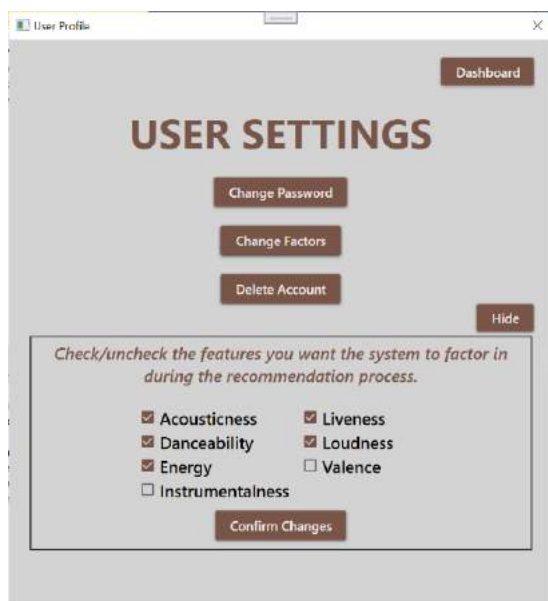 User Profile
Dashboard
USER SETTINGS
Change Password
Change Factors
Delete Account
Hide
Check/uncheck the features you want the system to factor in
during the recommendation process.
Acousticness
Liveness
Danceability
Loudness
Energy
Valence
Instrumentalness
Confirm Changes